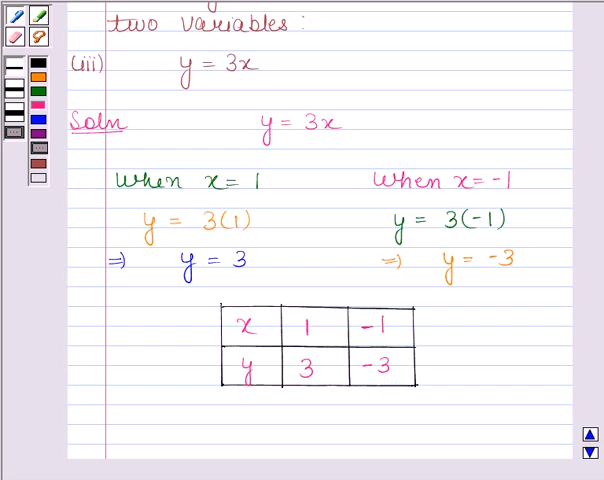 two variables:
(iii) y = 3x
Soln y = 3x
When x = 1 When x = -1
y = 3(1) y = 3(-1)
⇒ y = 3 ⇒ y = -3
x 1 -1
y 3 -3